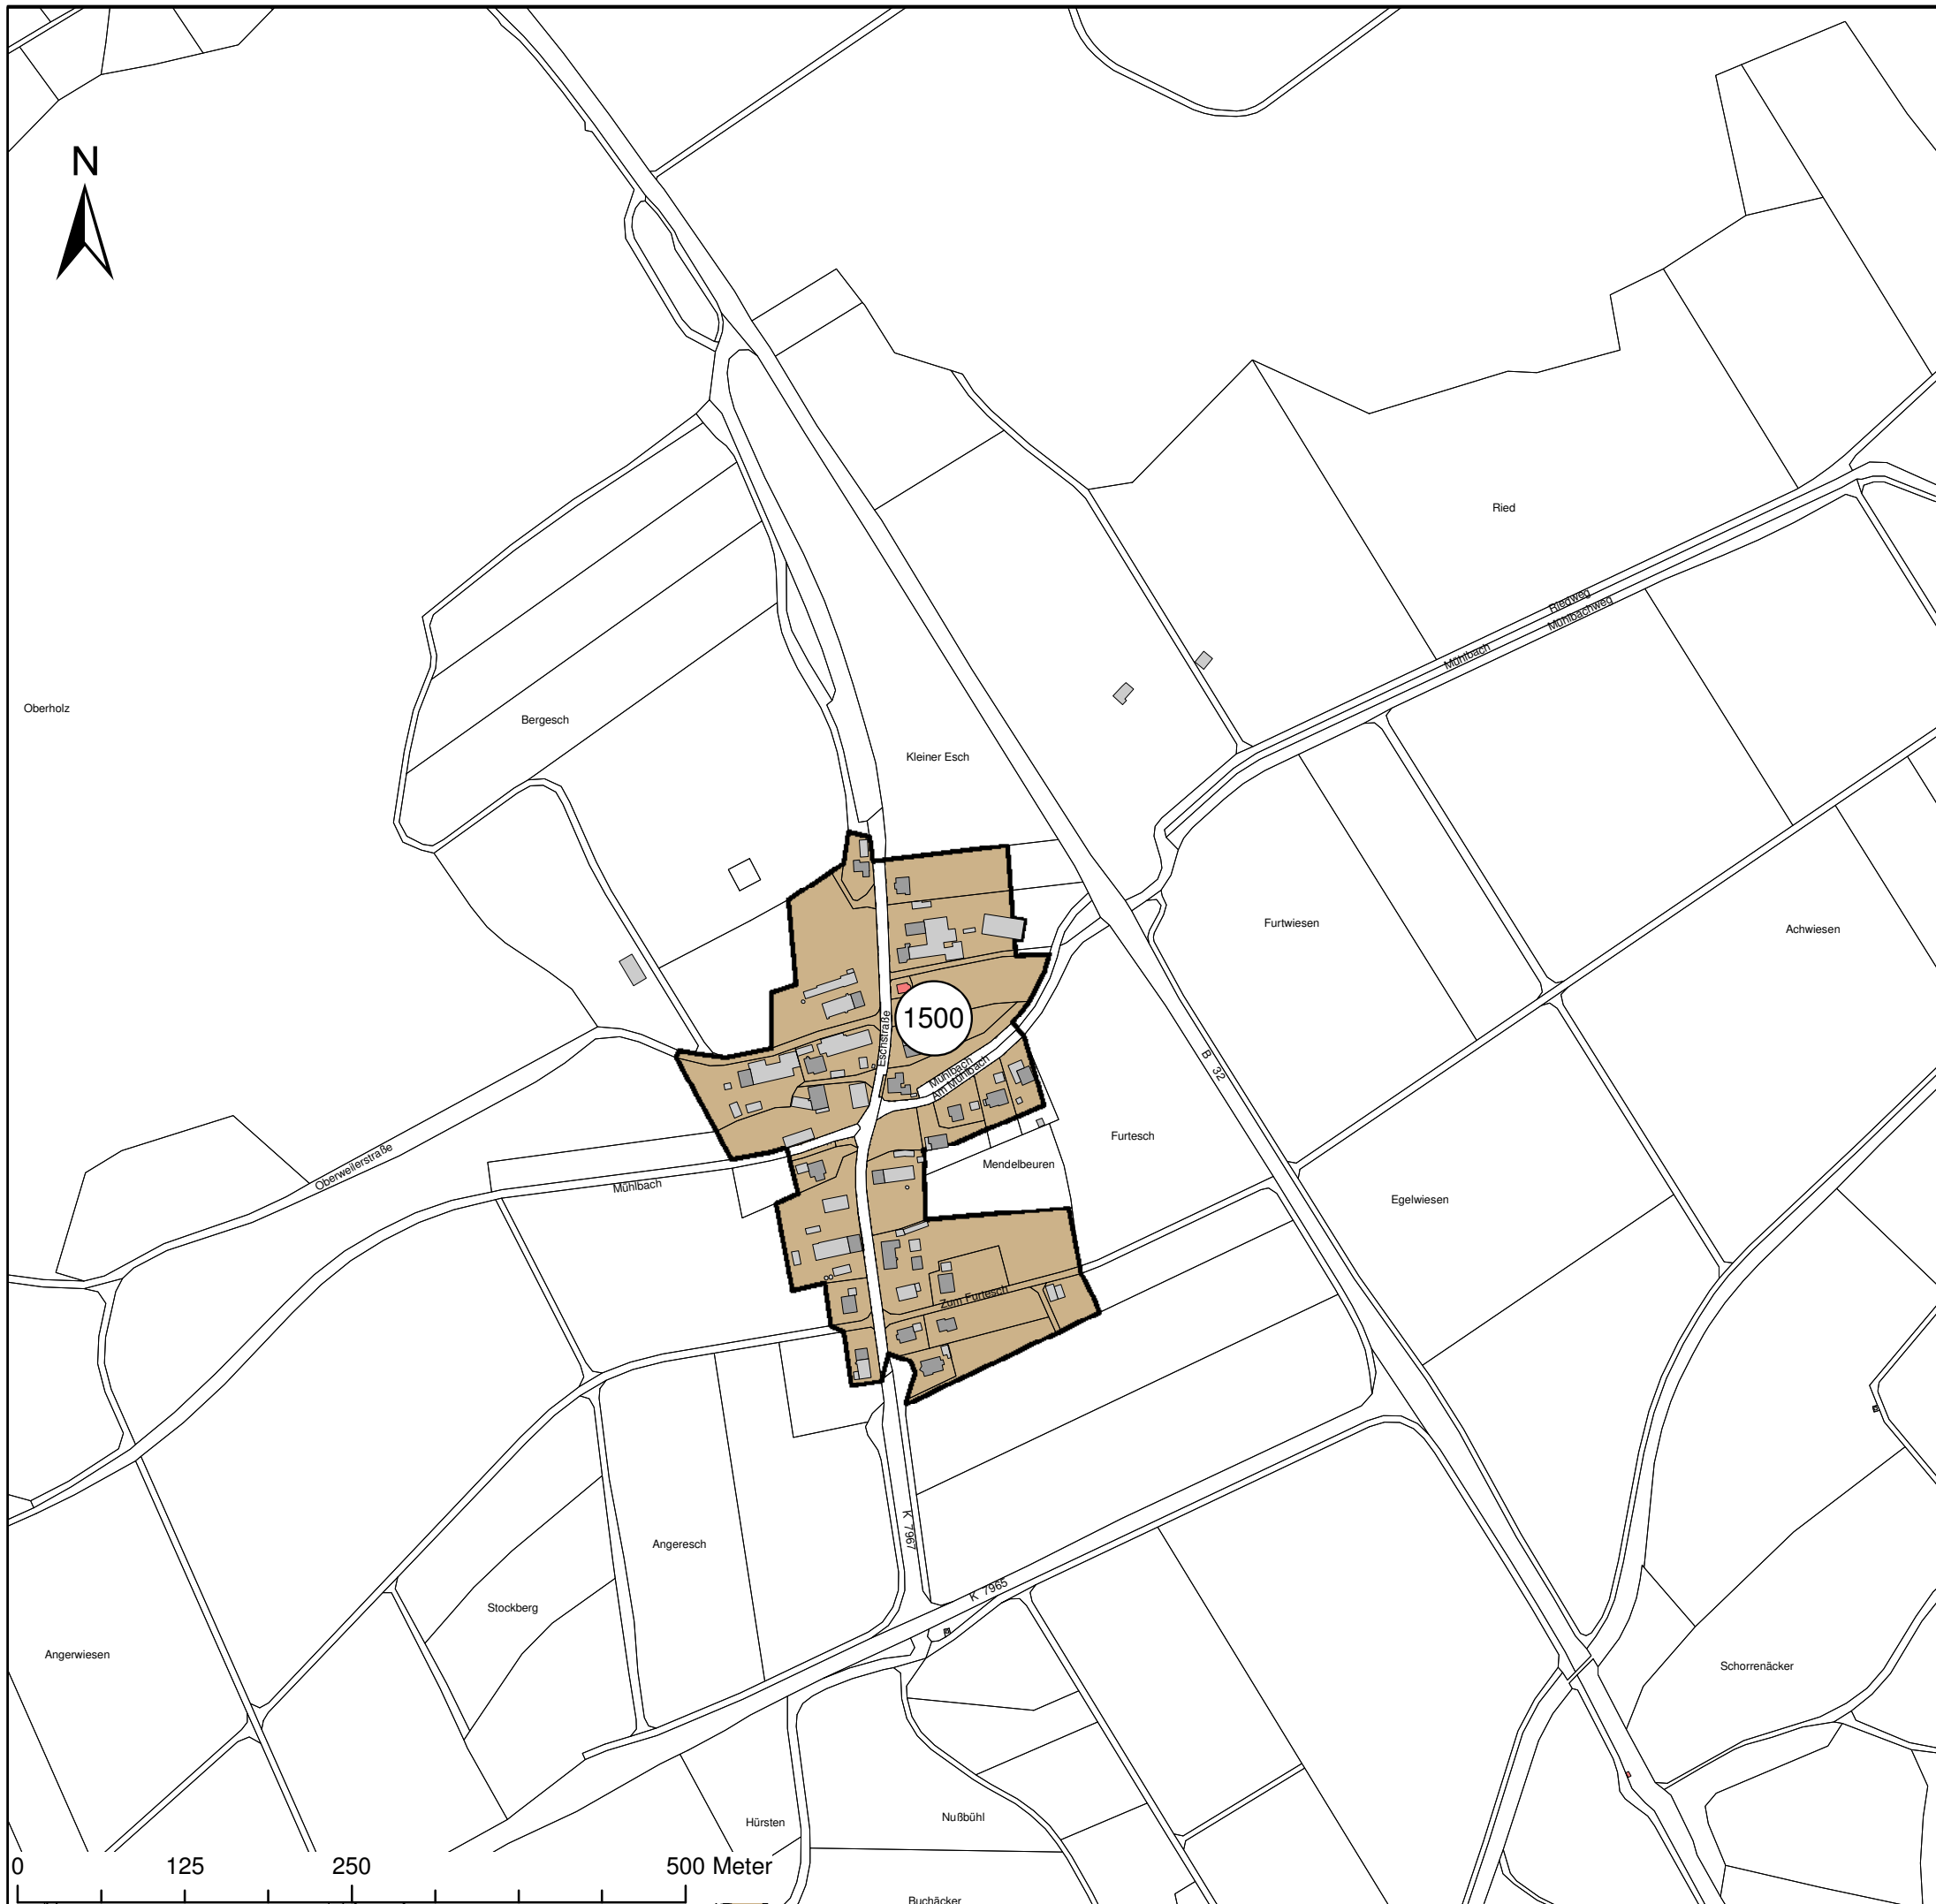 N
Ried
Riedweg
Mühlbachweg
Mühlbach
Oberholz
Bergesch
Kleiner Esch
Furtwiesen
Achwiesen
1500
Eschstraße
B 32
Mühlbach
Am Mühlbach
Furtesch
Oberweilerstraße
Mendelbeuren
Mühlbach
Egelwiesen
Zum Furtesch
K 7967
Angeresch
K 7965
Stockberg
Angerwiesen
Schorrenäcker
Nußbühl
Hürsten
0 125 250 500 Meter
Buchäcker